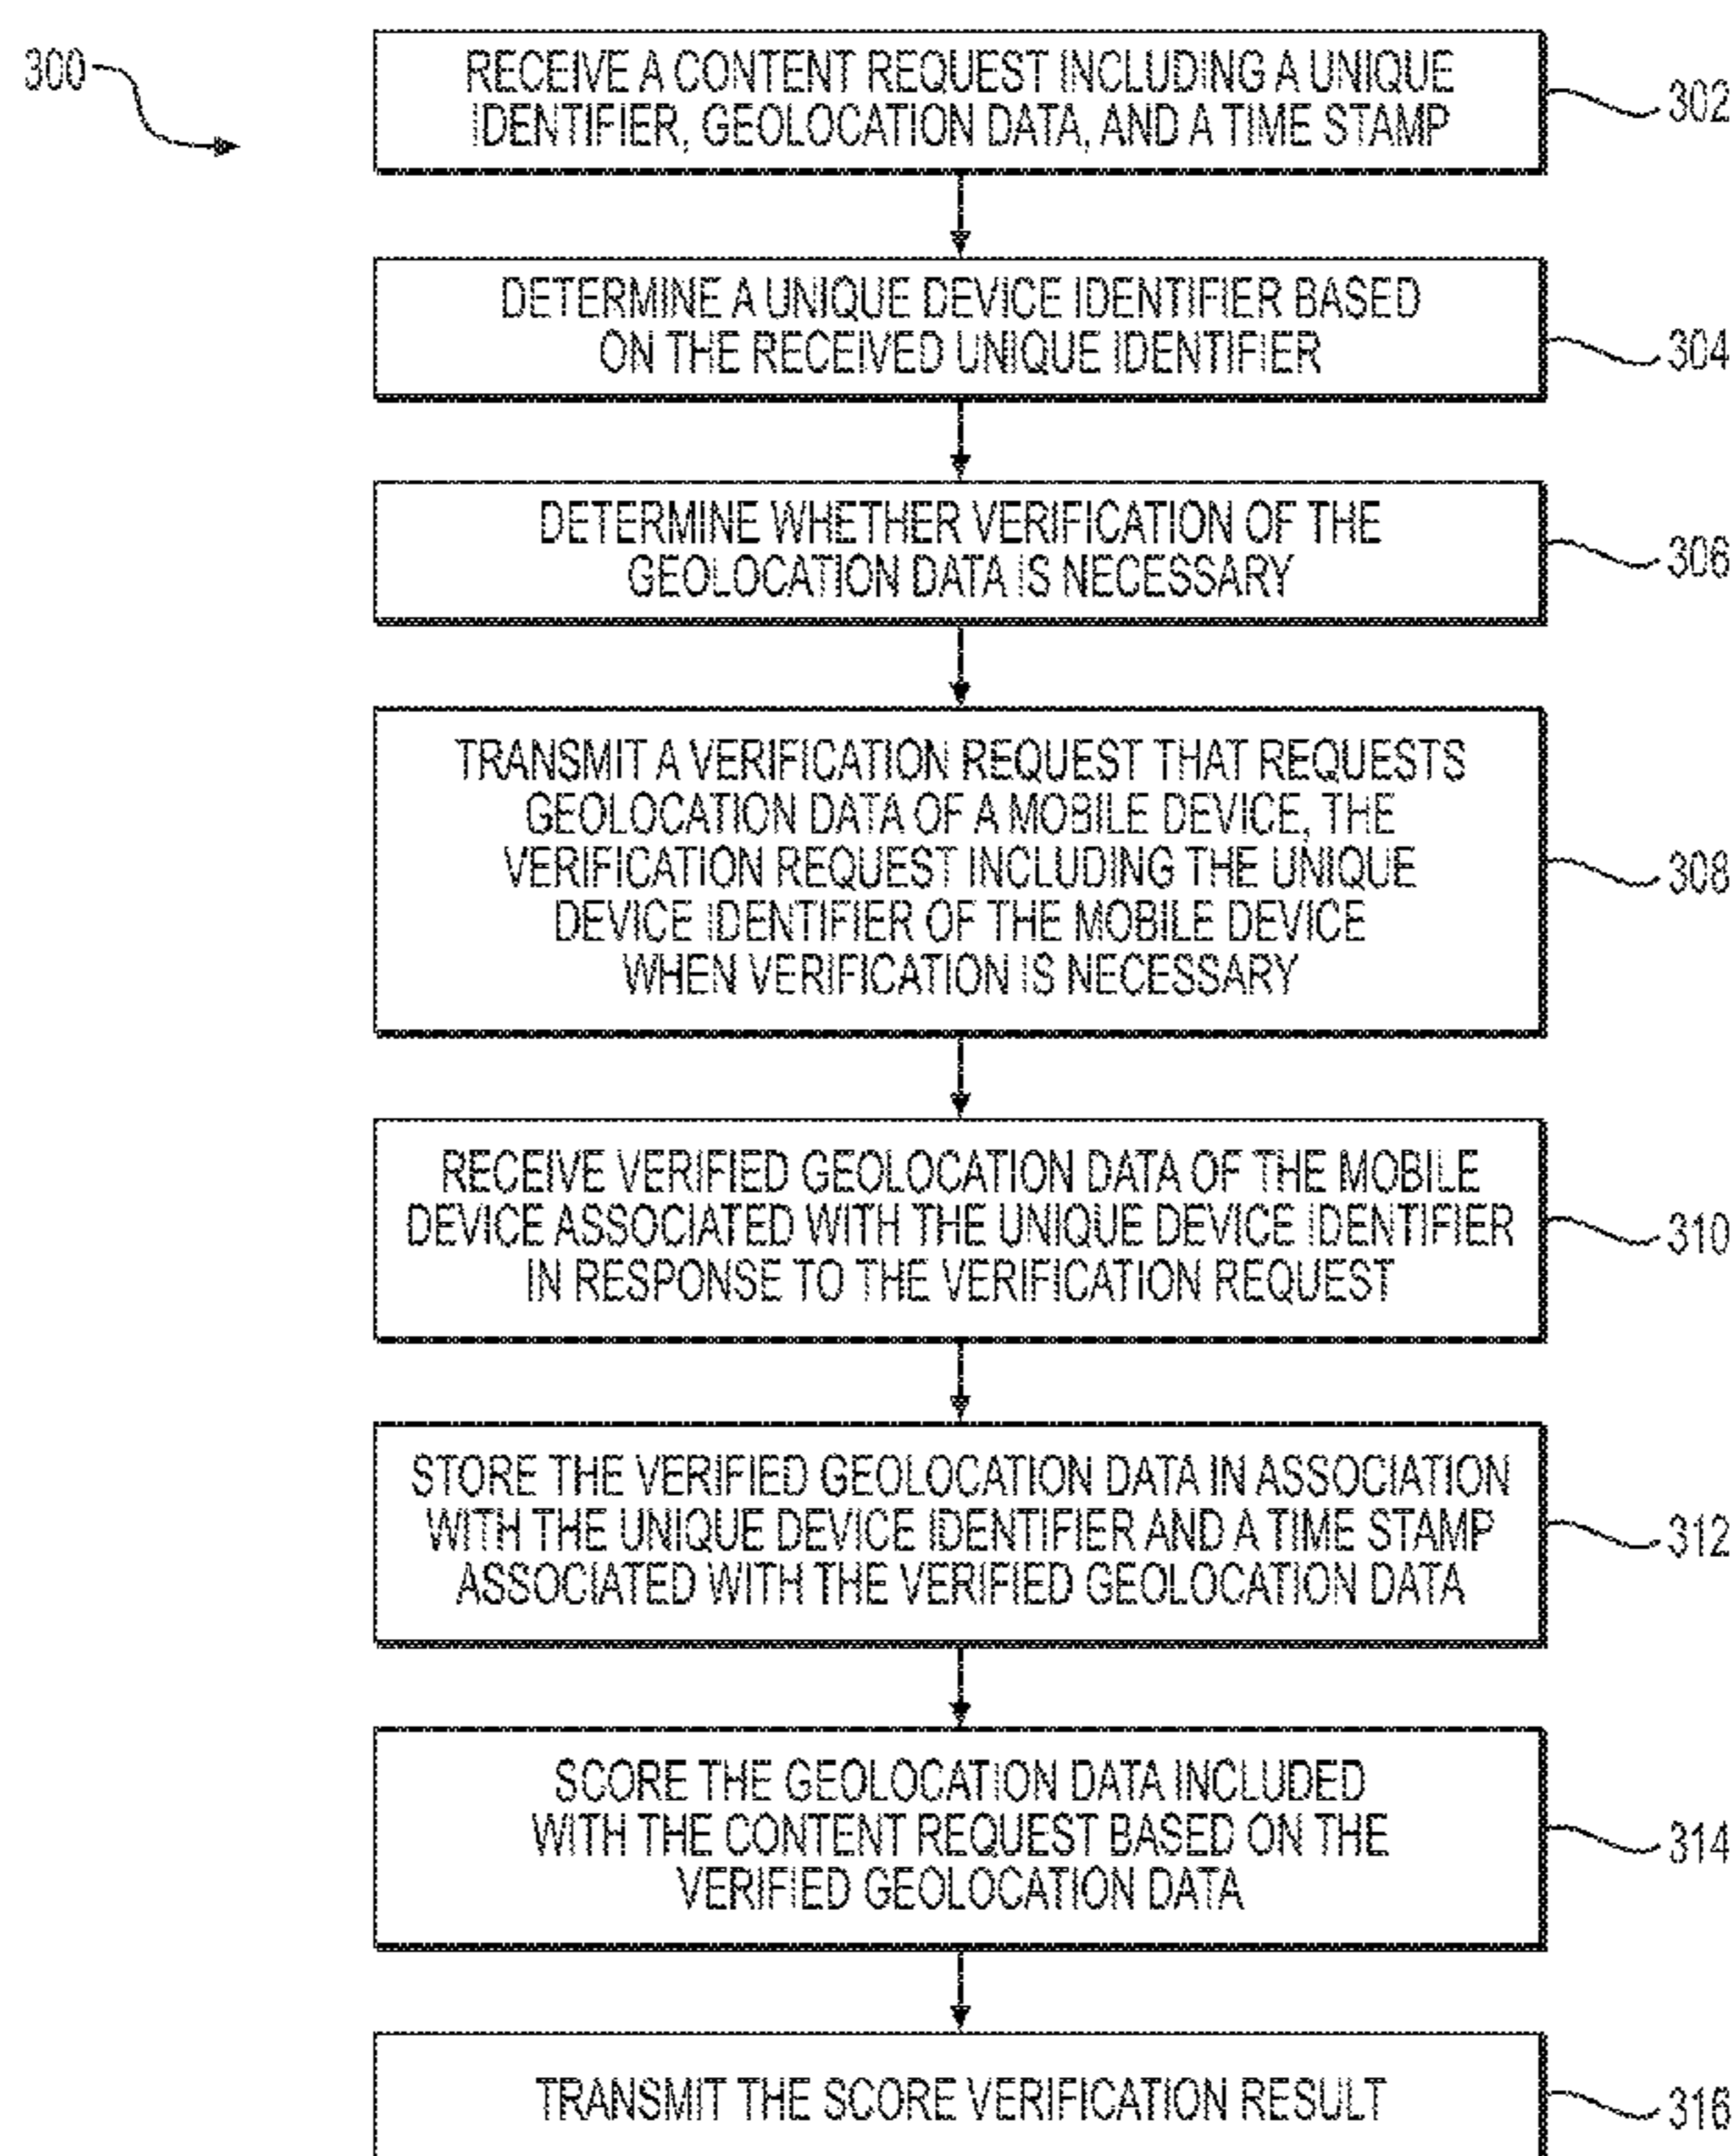 300
RECEIVE A CONTENT REQUEST INCLUDING A UNIQUE
IDENTIFIER, GEOLOCATION DATA, AND A TIME STAMP
302
DETERMINE A UNIQUE DEVICE IDENTIFIER BASED
ON THE RECEIVED UNIQUE IDENTIFIER
304
DETERMINE WHETHER VERIFICATION OF THE
GEOLOCATION DATA IS NECESSARY
306
TRANSMIT A VERIFICATION REQUEST THAT REQUESTS
GEOLOCATION DATA OF A MOBILE DEVICE, THE
VERIFICATION REQUEST INCLUDING THE UNIQUE
DEVICE IDENTIFIER OF THE MOBILE DEVICE
WHEN VERIFICATION IS NECESSARY
308
RECEIVE VERIFIED GEOLOCATION DATA OF THE MOBILE
DEVICE ASSOCIATED WITH THE UNIQUE DEVICE IDENTIFIER
IN RESPONSE TO THE VERIFICATION REQUEST
310
STORE THE VERIFIED GEOLOCATION DATA IN ASSOCIATION
WITH THE UNIQUE DEVICE IDENTIFIER AND A TIME STAMP
ASSOCIATED WITH THE VERIFIED GEOLOCATION DATA
312
SCORE THE GEOLOCATION DATA INCLUDED
WITH THE CONTENT REQUEST BASED ON THE
VERIFIED GEOLOCATION DATA
314
TRANSMIT THE SCORE VERIFICATION RESULT
316